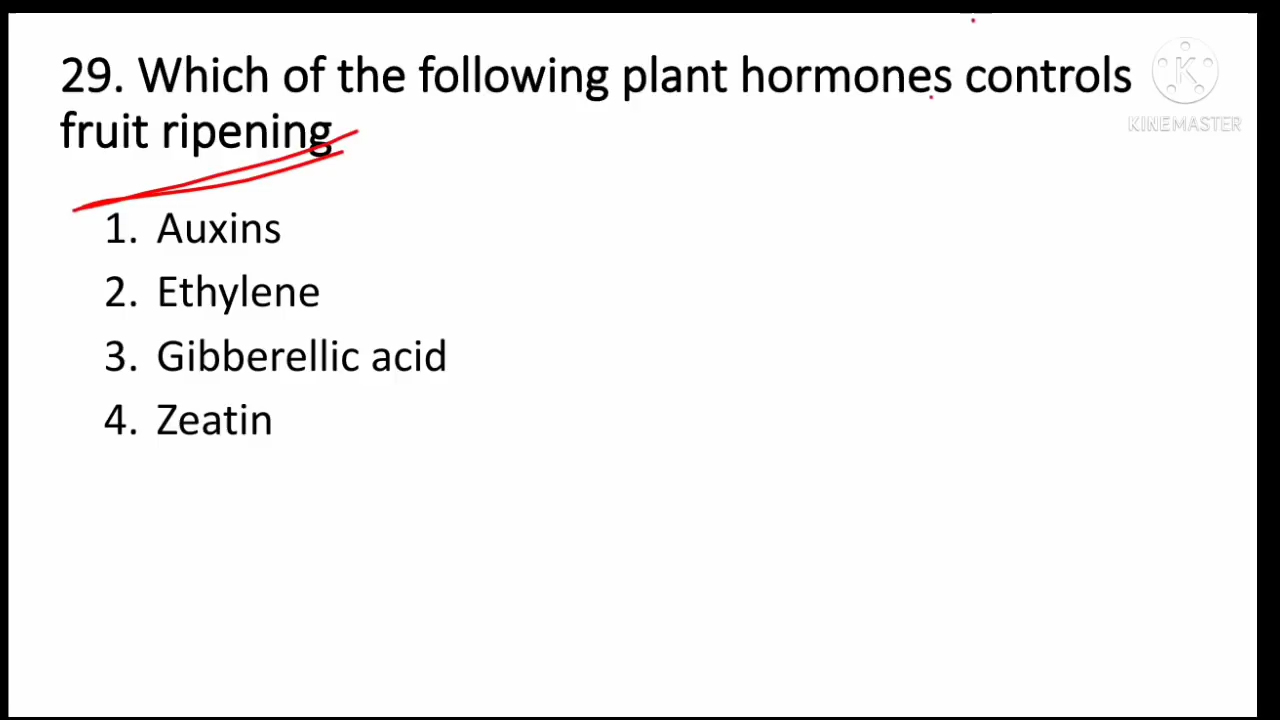 29. Which of the following plant hormones controls
fruit ripening
1. Auxins
2. Ethylene
3. Gibberellic acid
4. Zeatin
K
KINEMASTER